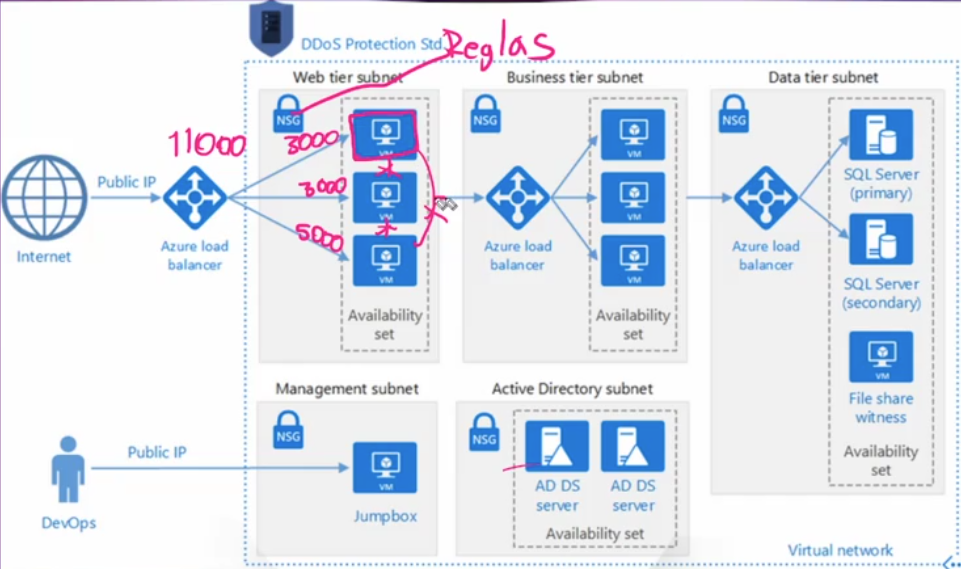 DDoS Protection Std.
Reglas
Web tier subnet
Business tier subnet
Data tier subnet
NSG
NSG
NSG
11000
3000
VM
VM
SQL Server
(primary)
Public IP
3000
VM
VM
5000
Internet
Azure load
balancer
VM
Azure load
balancer
VM
Azure load
balancer
SQL Server
(secondary)
Availability
set
Availability
set
VM
File share
witness
Availability
set
Management subnet
Active Directory subnet
NSG
NSG
Public IP
VM
DevOps
Jumpbox
AD DS
server
AD DS
server
Availability set
Virtual network